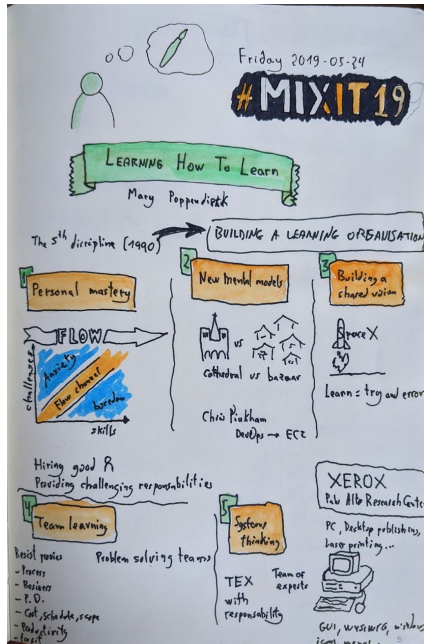 Friday 2019-05-24
#MIXIT19
LEARNING HOW TO LEARN
Mary Poppendieck
The 5th discipline (1990)
BUILDING A LEARNING ORGANISATION
1
Personal mastery
FLOW
challenges
Anxiety
Flow channel
boredom
skills
Hiring good
Providing challenging responsabilities
2
New mental models
vs
cathedral vs bazaar
Chris Pinkham
DevOps → EC2
3
Building a shared vision
SpaceX
Learn = try and error
4
Team learning
Resist proxies
- Process
- Business
- P.O.
- Cost, schedule, scope
- Productivity
Problem solving teams
5
Systems thinking
TEX
with
responsability
Team of
experts
XEROX
Palo Alto Research Center
PC, Desktop publishing,
Laser printing...
GUI, WYSIWYG, windows